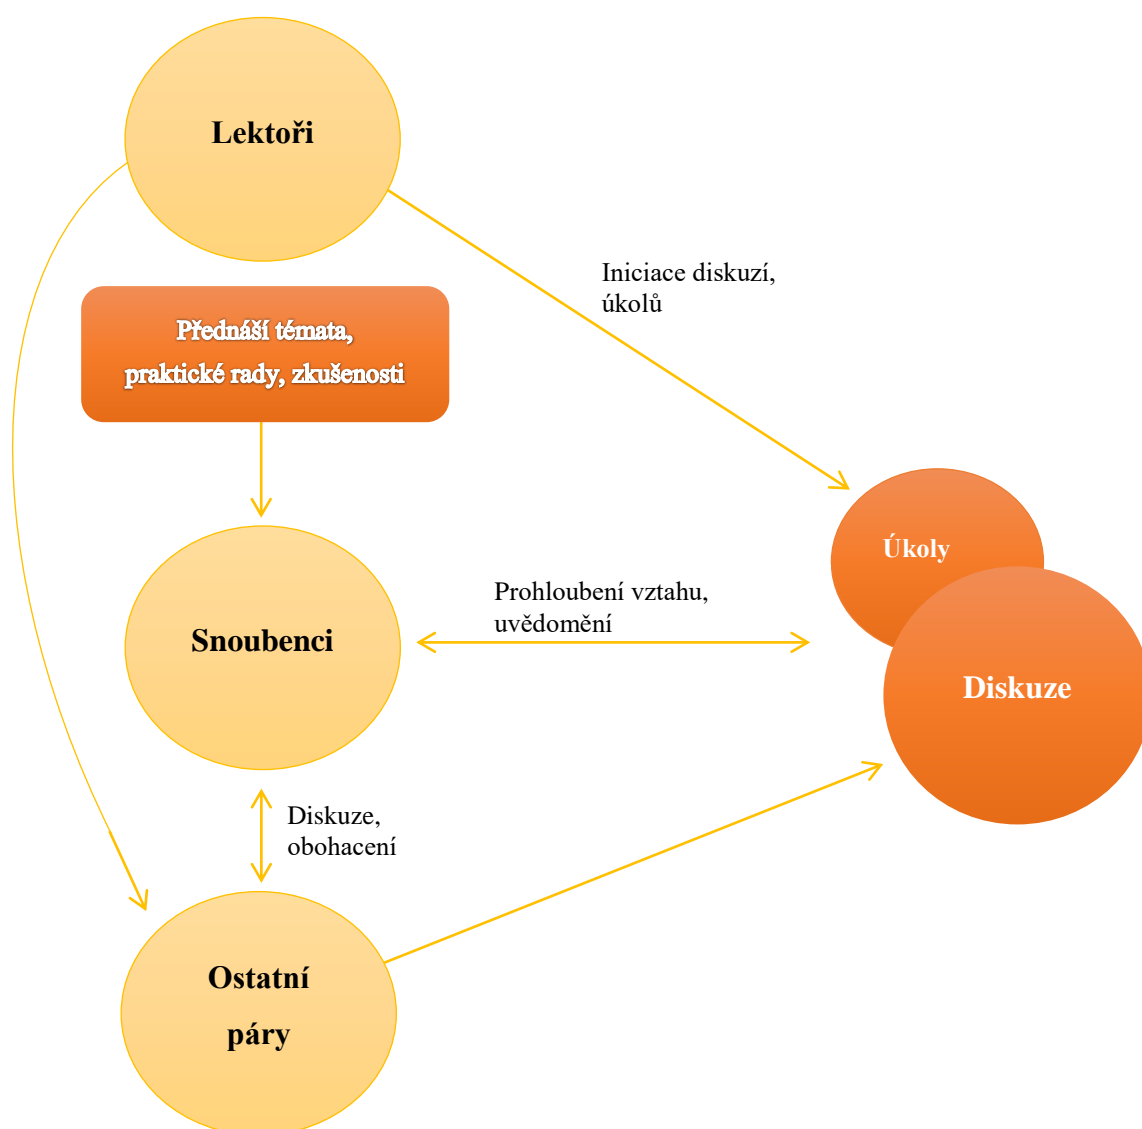 Lektoři
Iniciace diskuzí,
úkolů
Přednáší témata,
praktické rady, zkušenosti
Úkoly
Prohloubení vztahu,
uvědomění
Snoubenci
Diskuze
Diskuze,
obohacení
Ostatní
páry